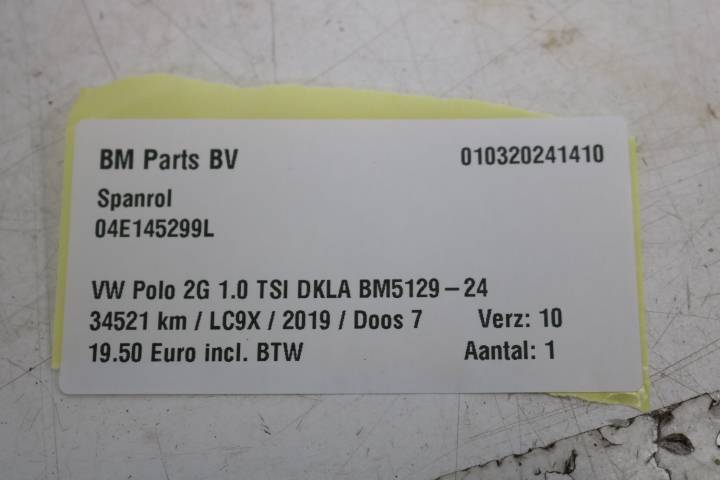 BM Parts BV 010320241410
Spanrol
04E145299L
VW Polo 2G 1.0 TSI DKLA BM5129-24
34521 km / LC9X / 2019 / Doos 7 Verz: 10
19.50 Euro incl. BTW Aantal: 1